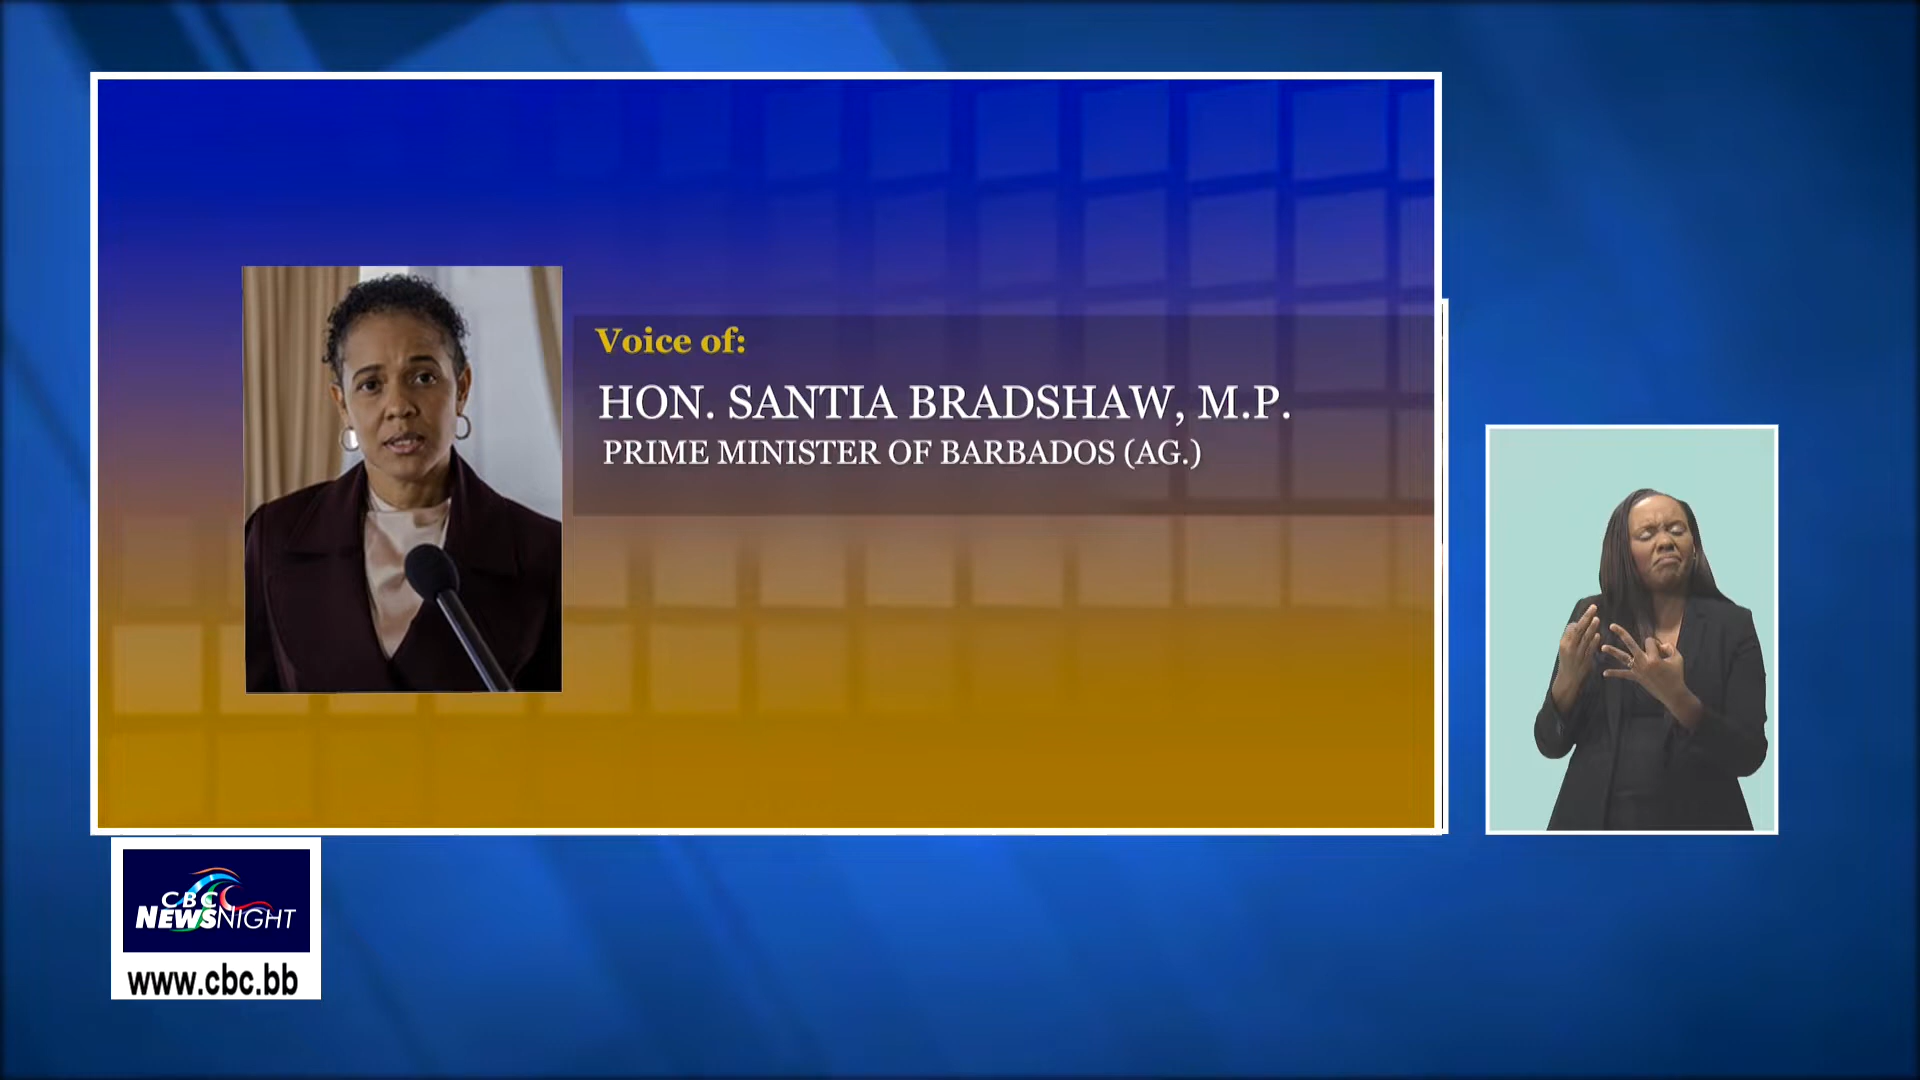 Voice of:
HON. SANTIA BRADSHAW, M.P.
PRIME MINISTER OF BARBADOS (AG.)
CBC
NEWSNIGHT
www.cbc.bb